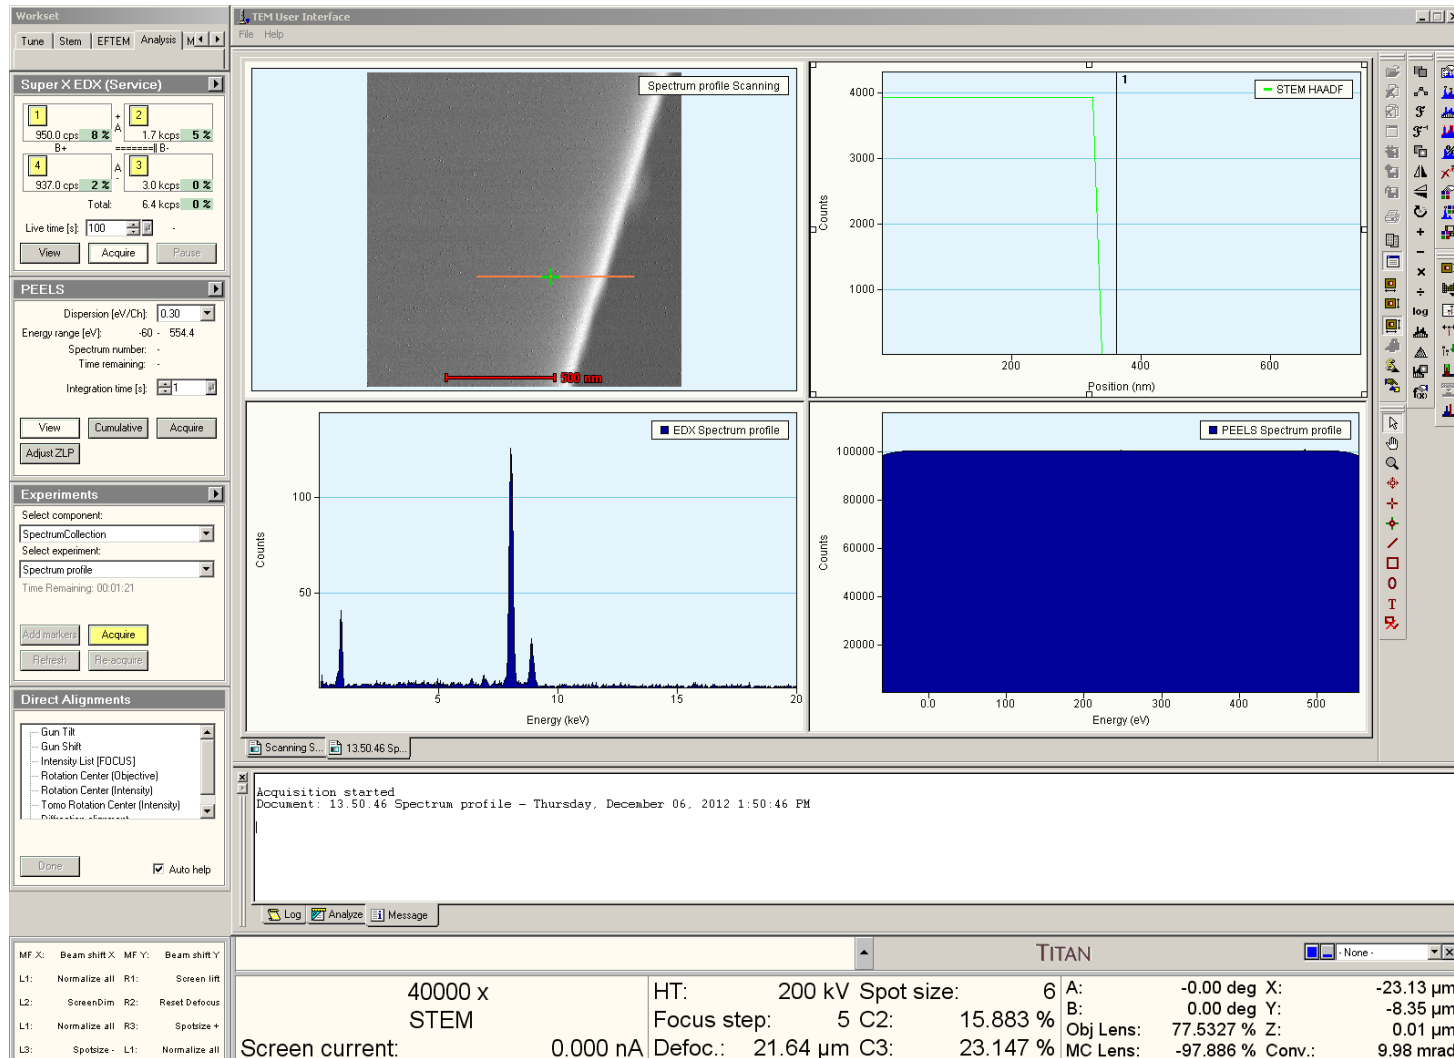 Workset
Tune Stem EFTEM Analysis M
Super X EDX (Service)
1 + 2
950.0 cps 8 % A 1.7 kcps 5 %
B+ =======|| B-
4 A 3
937.0 cps 2 % - 3.0 kcps 0 %
Total: 6.4 kcps 0 %
Live time [s]: 100 -
View Acquire Pause
PEELS
Dispersion [eV/Ch]: 0.30
Energy range [eV]: -60 - 554.4
Spectrum number: -
Time remaining: -
Integration time [s]: 1
View Cumulative Acquire
Adjust ZLP
Experiments
Select component:
SpectrumCollection
Select experiment:
Spectrum profile
Time Remaining: 00:01:21
Add markers Acquire
Refresh Re-acquire
Direct Alignments
Gun Tilt
Gun Shift
Intensity List [FOCUS]
Rotation Center (Objective)
Rotation Center (Intensity)
Tomo Rotation Center (Intensity)
Done Auto help
MF X: Beam shift X MF Y: Beam shift Y
L1: Normalize all R1: Screen lift
L2: ScreenDim R2: Reset Defocus
L1: Normalize all R3: Spotsize +
L3: Spotsize - L1: Normalize all
TEM User Interface
File Help
Spectrum profile Scanning
500 nm
1
STEM HAADF
4000
3000
2000
1000
Counts
200 400 600
Position (nm)
EDX Spectrum profile
100
50
Counts
5 10 15 20
Energy (keV)
PEELS Spectrum profile
100000
80000
60000
40000
20000
Counts
0.0 100 200 300 400 500
Energy (eV)
Scanning S... 13.50.46 Sp...
Acquisition started
Document: 13.50.46 Spectrum profile - Thursday, December 06, 2012 1:50:46 PM
Log Analyze Message
TITAN
- None -
40000 x
STEM
Screen current: 0.000 nA
HT: 200 kV Spot size: 6
Focus step: 5 C2: 15.883 %
Defoc.: 21.64 µm C3: 23.147 %
A: -0.00 deg X: -23.13 µm
B: 0.00 deg Y: -8.35 µm
Obj Lens: 77.5327 % Z: 0.01 µm
MC Lens: -97.886 % Conv.: 9.98 mrad
log
f(x)
T